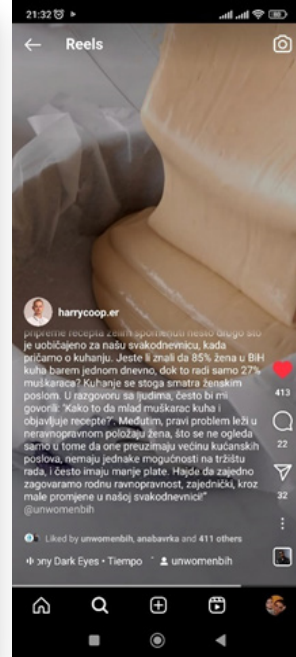 21:32
Reels
harrycoop.er
pripreme recepta želim spomenuti nešto drugo što
je uobičajeno za našu svakodnevnicu, kada
pričamo o kuhanju. Jeste li znali da 85% žena u BiH
kuha barem jednom dnevno, dok to radi samo 27%
muškaraca? Kuhanje se stoga smatra ženskim
poslom. U razgovoru sa ljudima, često bi mi
govorili: "Kako to da mlad muškarac kuha i
objavljuje recepte?". Međutim, pravi problem leži u
neravnopravnom položaju žena, što se ne ogleda
samo u tome da one preuzimaju većinu kućanskih
poslova, nemaju jednake mogućnosti na tržištu
rada, i često imaju manje plate. Hajde da zajedno
zagovaramo rodnu ravnopravnost, zajednički, kroz
male promjene u našoj svakodnevnici!"
@unwomenbih
413
22
32
Liked by unwomenbih, anabavrka and 411 others
ony Dark Eyes • Tiempo
unwomenbih